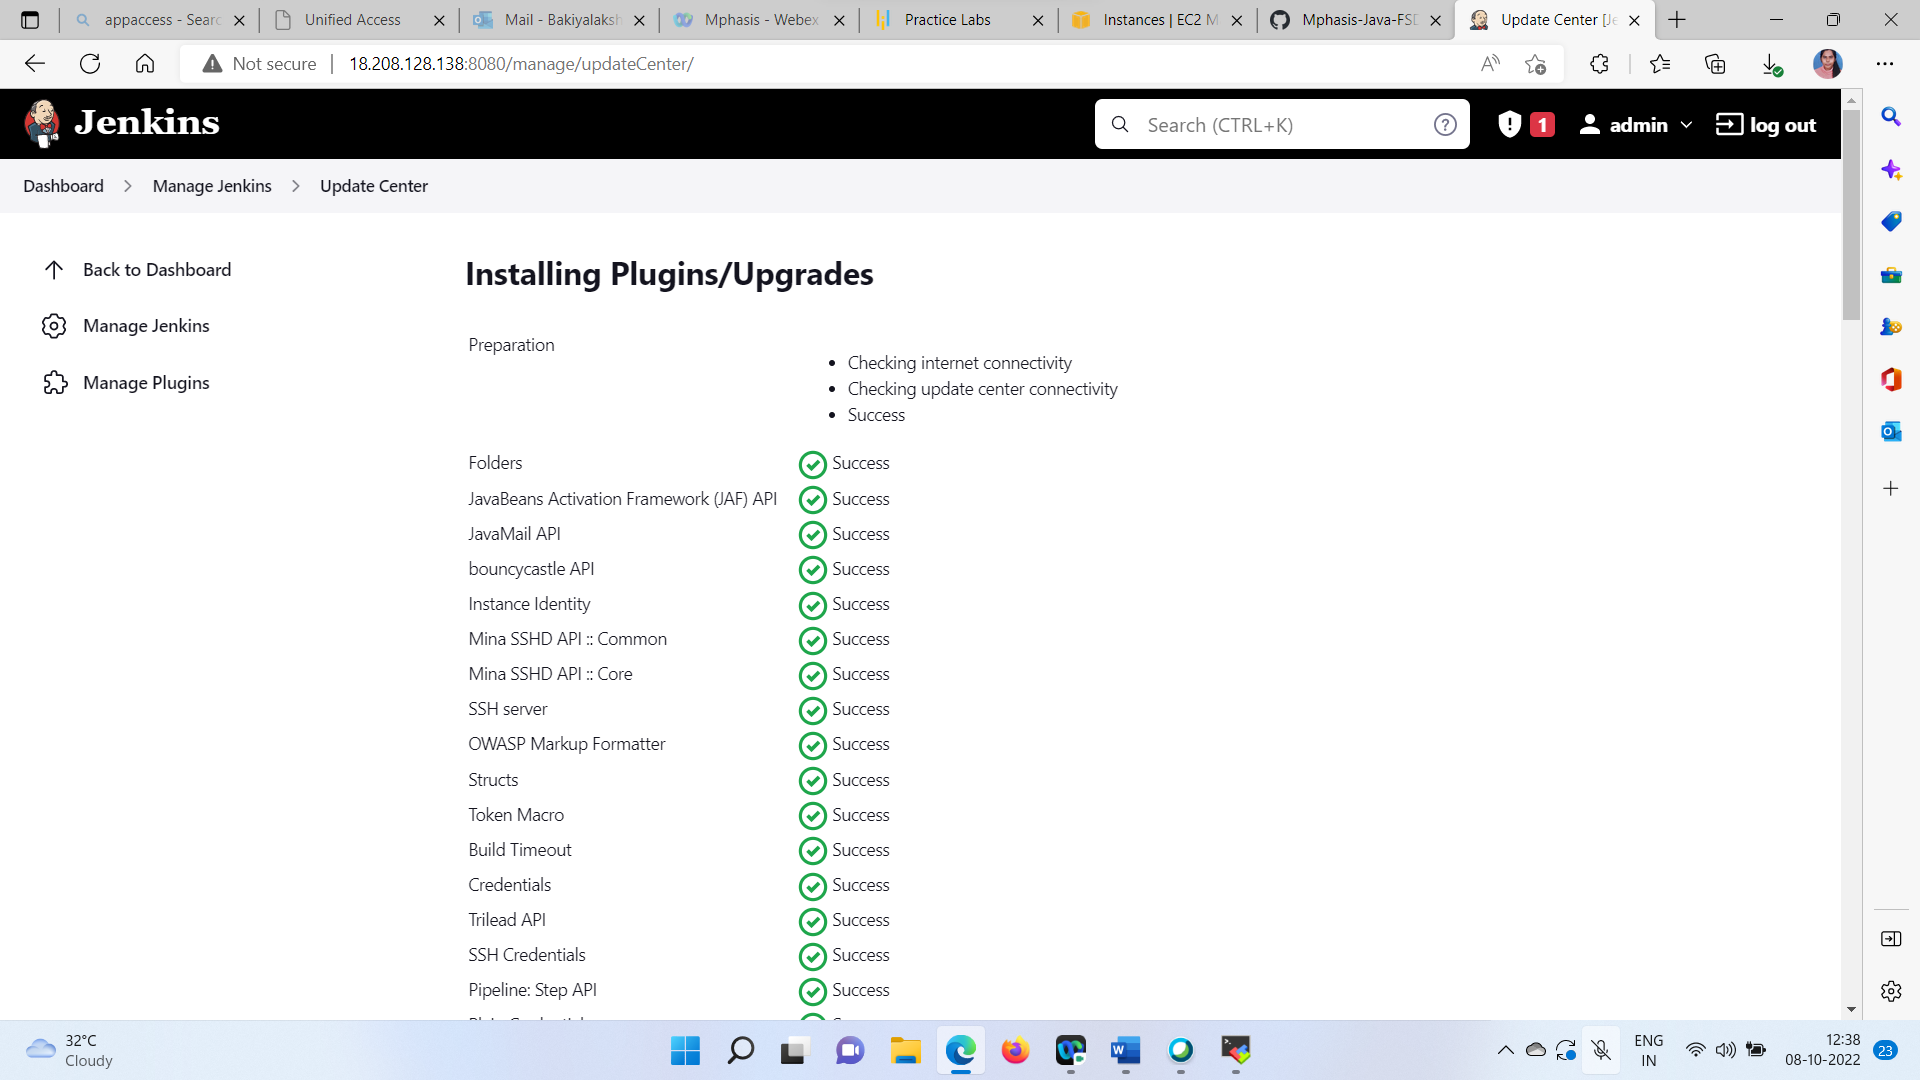 appaccess - Searc
Unified Access
Mail - Bakiyalaksh
Mphasis - Webex
Practice Labs
Instances | EC2 M
Mphasis-Java-FSD
Update Center [Je
Not secure
18.208.128.138:8080/manage/updateCenter/
Jenkins
Search (CTRL+K)
1
admin
log out
Dashboard
Manage Jenkins
Update Center
Back to Dashboard
Manage Jenkins
Manage Plugins
Installing Plugins/Upgrades
Preparation
Checking internet connectivity
Checking update center connectivity
Success
Folders Success
JavaBeans Activation Framework (JAF) API Success
JavaMail API Success
bouncycastle API Success
Instance Identity Success
Mina SSHD API :: Common Success
Mina SSHD API :: Core Success
SSH server Success
OWASP Markup Formatter Success
Structs Success
Token Macro Success
Build Timeout Success
Credentials Success
Trilead API Success
SSH Credentials Success
Pipeline: Step API Success
32°C
Cloudy
ENG
IN
12:38
08-10-2022
23